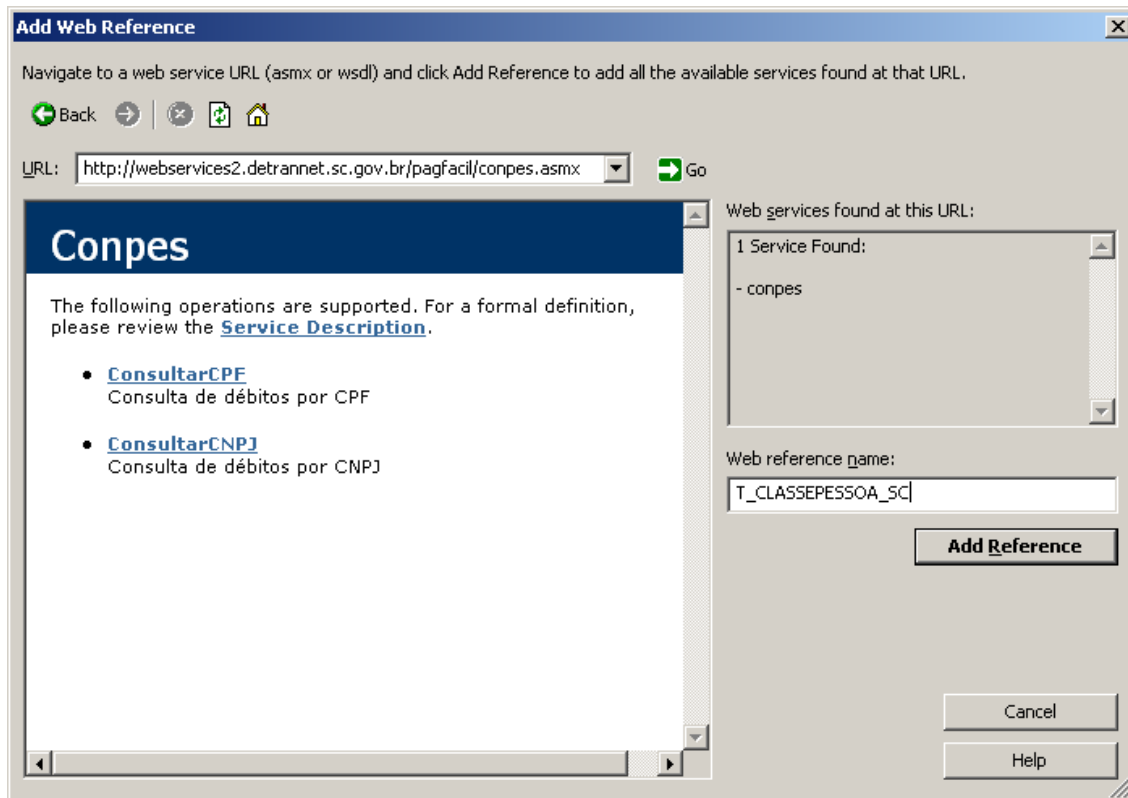 Add Web Reference
Navigate to a web service URL (asmx or wsdl) and click Add Reference to add all the available services found at that URL.
Back
URL: http://webservices2.detrannet.sc.gov.br/pagfacil/conpes.asmx Go
Conpes
The following operations are supported. For a formal definition,
please review the Service Description.
• ConsultarCPF
Consulta de débitos por CPF
• ConsultarCNPJ
Consulta de débitos por CNPJ
Web services found at this URL:
1 Service Found:
- conpes
Web reference name:
T_CLASSEPESSOA_SC
Add Reference
Cancel
Help